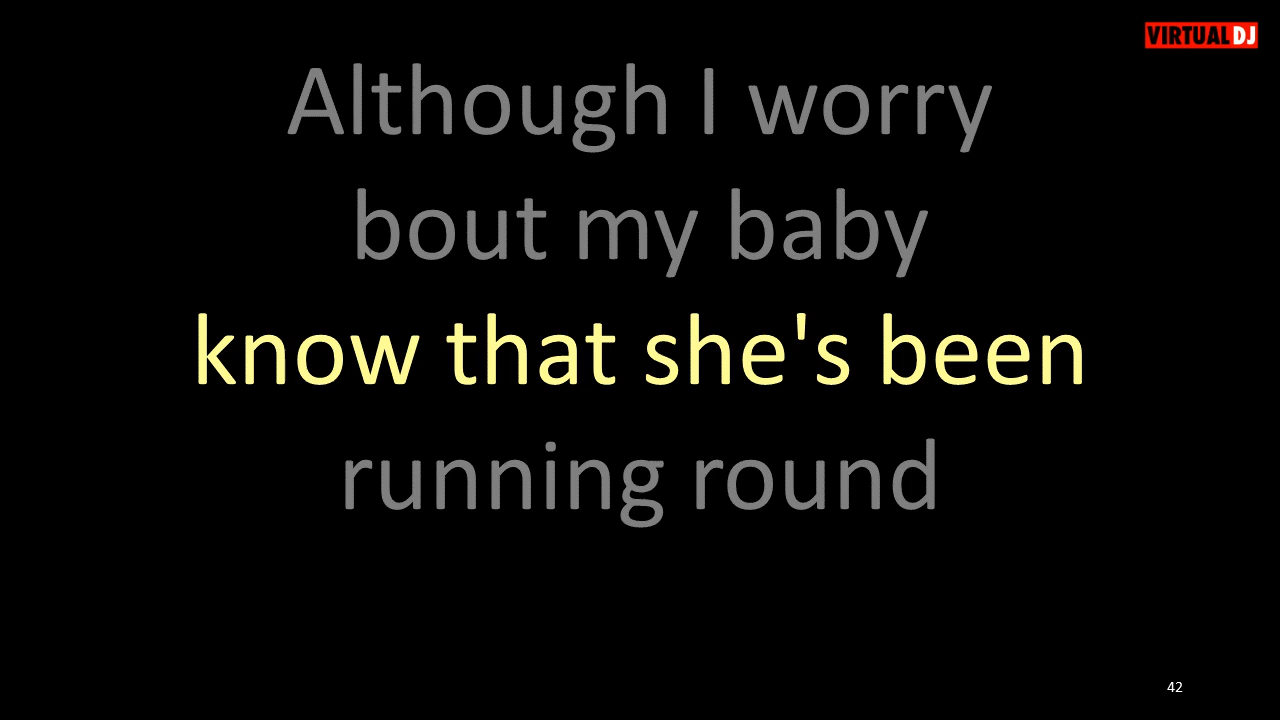 VIRTUAL DJ
Although I worry
bout my baby
know that she's been
running round
42